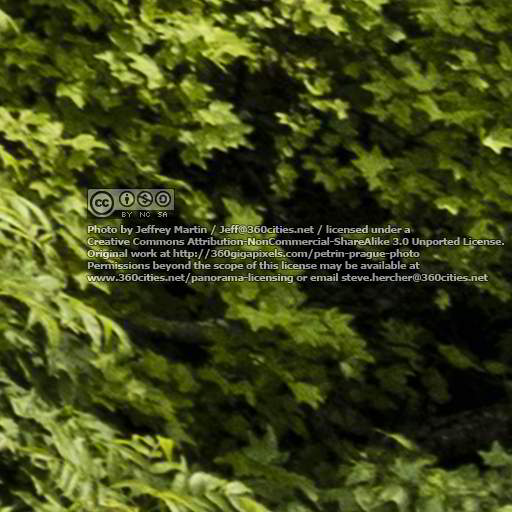 cc
BY NC SA
Photo by Jeffrey Martin / Jeff@360cities.net / licensed under a
Creative Commons Attribution-NonCommercial-ShareAlike 3.0 Unported License.
Original work at http://360gigapixels.com/petrin-prague-photo
Permissions beyond the scope of this license may be available at
www.360cities.net/panorama-licensing or email steve.hercher@360cities.net